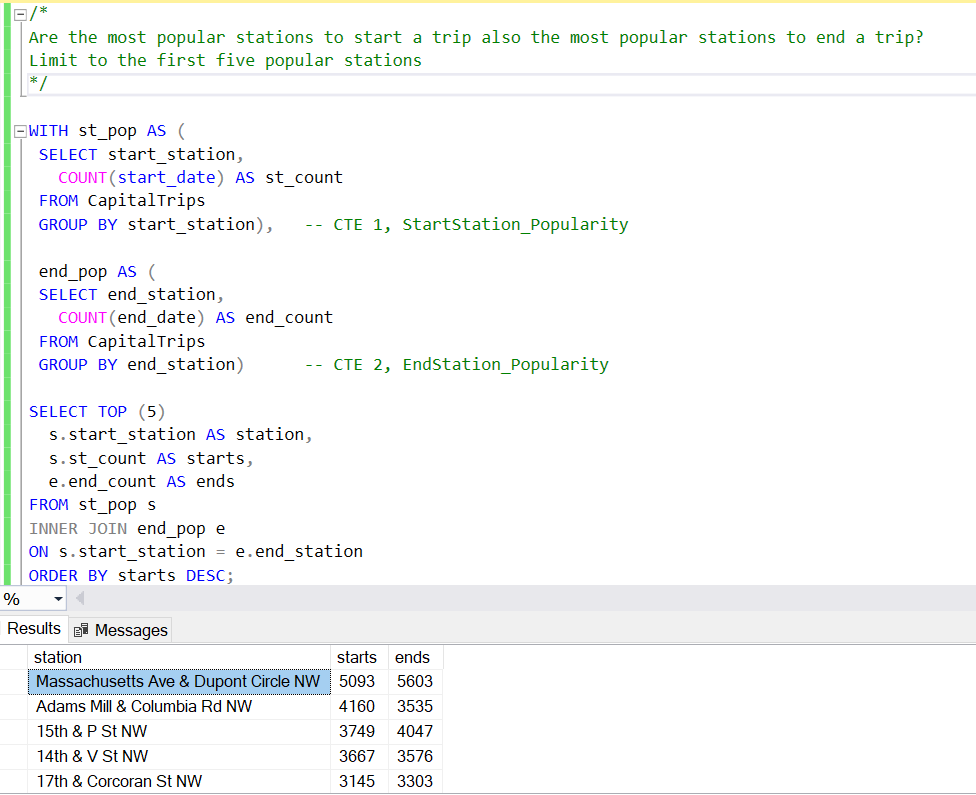 /*
Are the most popular stations to start a trip also the most popular stations to end a trip?
Limit to the first five popular stations
*/
WITH st_pop AS (
SELECT start_station,
COUNT(start_date) AS st_count
FROM CapitalTrips
GROUP BY start_station),   -- CTE 1, StartStation_Popularity
end_pop AS (
SELECT end_station,
COUNT(end_date) AS end_count
FROM CapitalTrips
GROUP BY end_station)      -- CTE 2, EndStation_Popularity
SELECT TOP (5)
s.start_station AS station,
s.st_count AS starts,
e.end_count AS ends
FROM st_pop s
INNER JOIN end_pop e
ON s.start_station = e.end_station
ORDER BY starts DESC;
%
Results Messages
station starts ends
Massachusetts Ave & Dupont Circle NW 5093 5603
Adams Mill & Columbia Rd NW 4160 3535
15th & P St NW 3749 4047
14th & V St NW 3667 3576
17th & Corcoran St NW 3145 3303